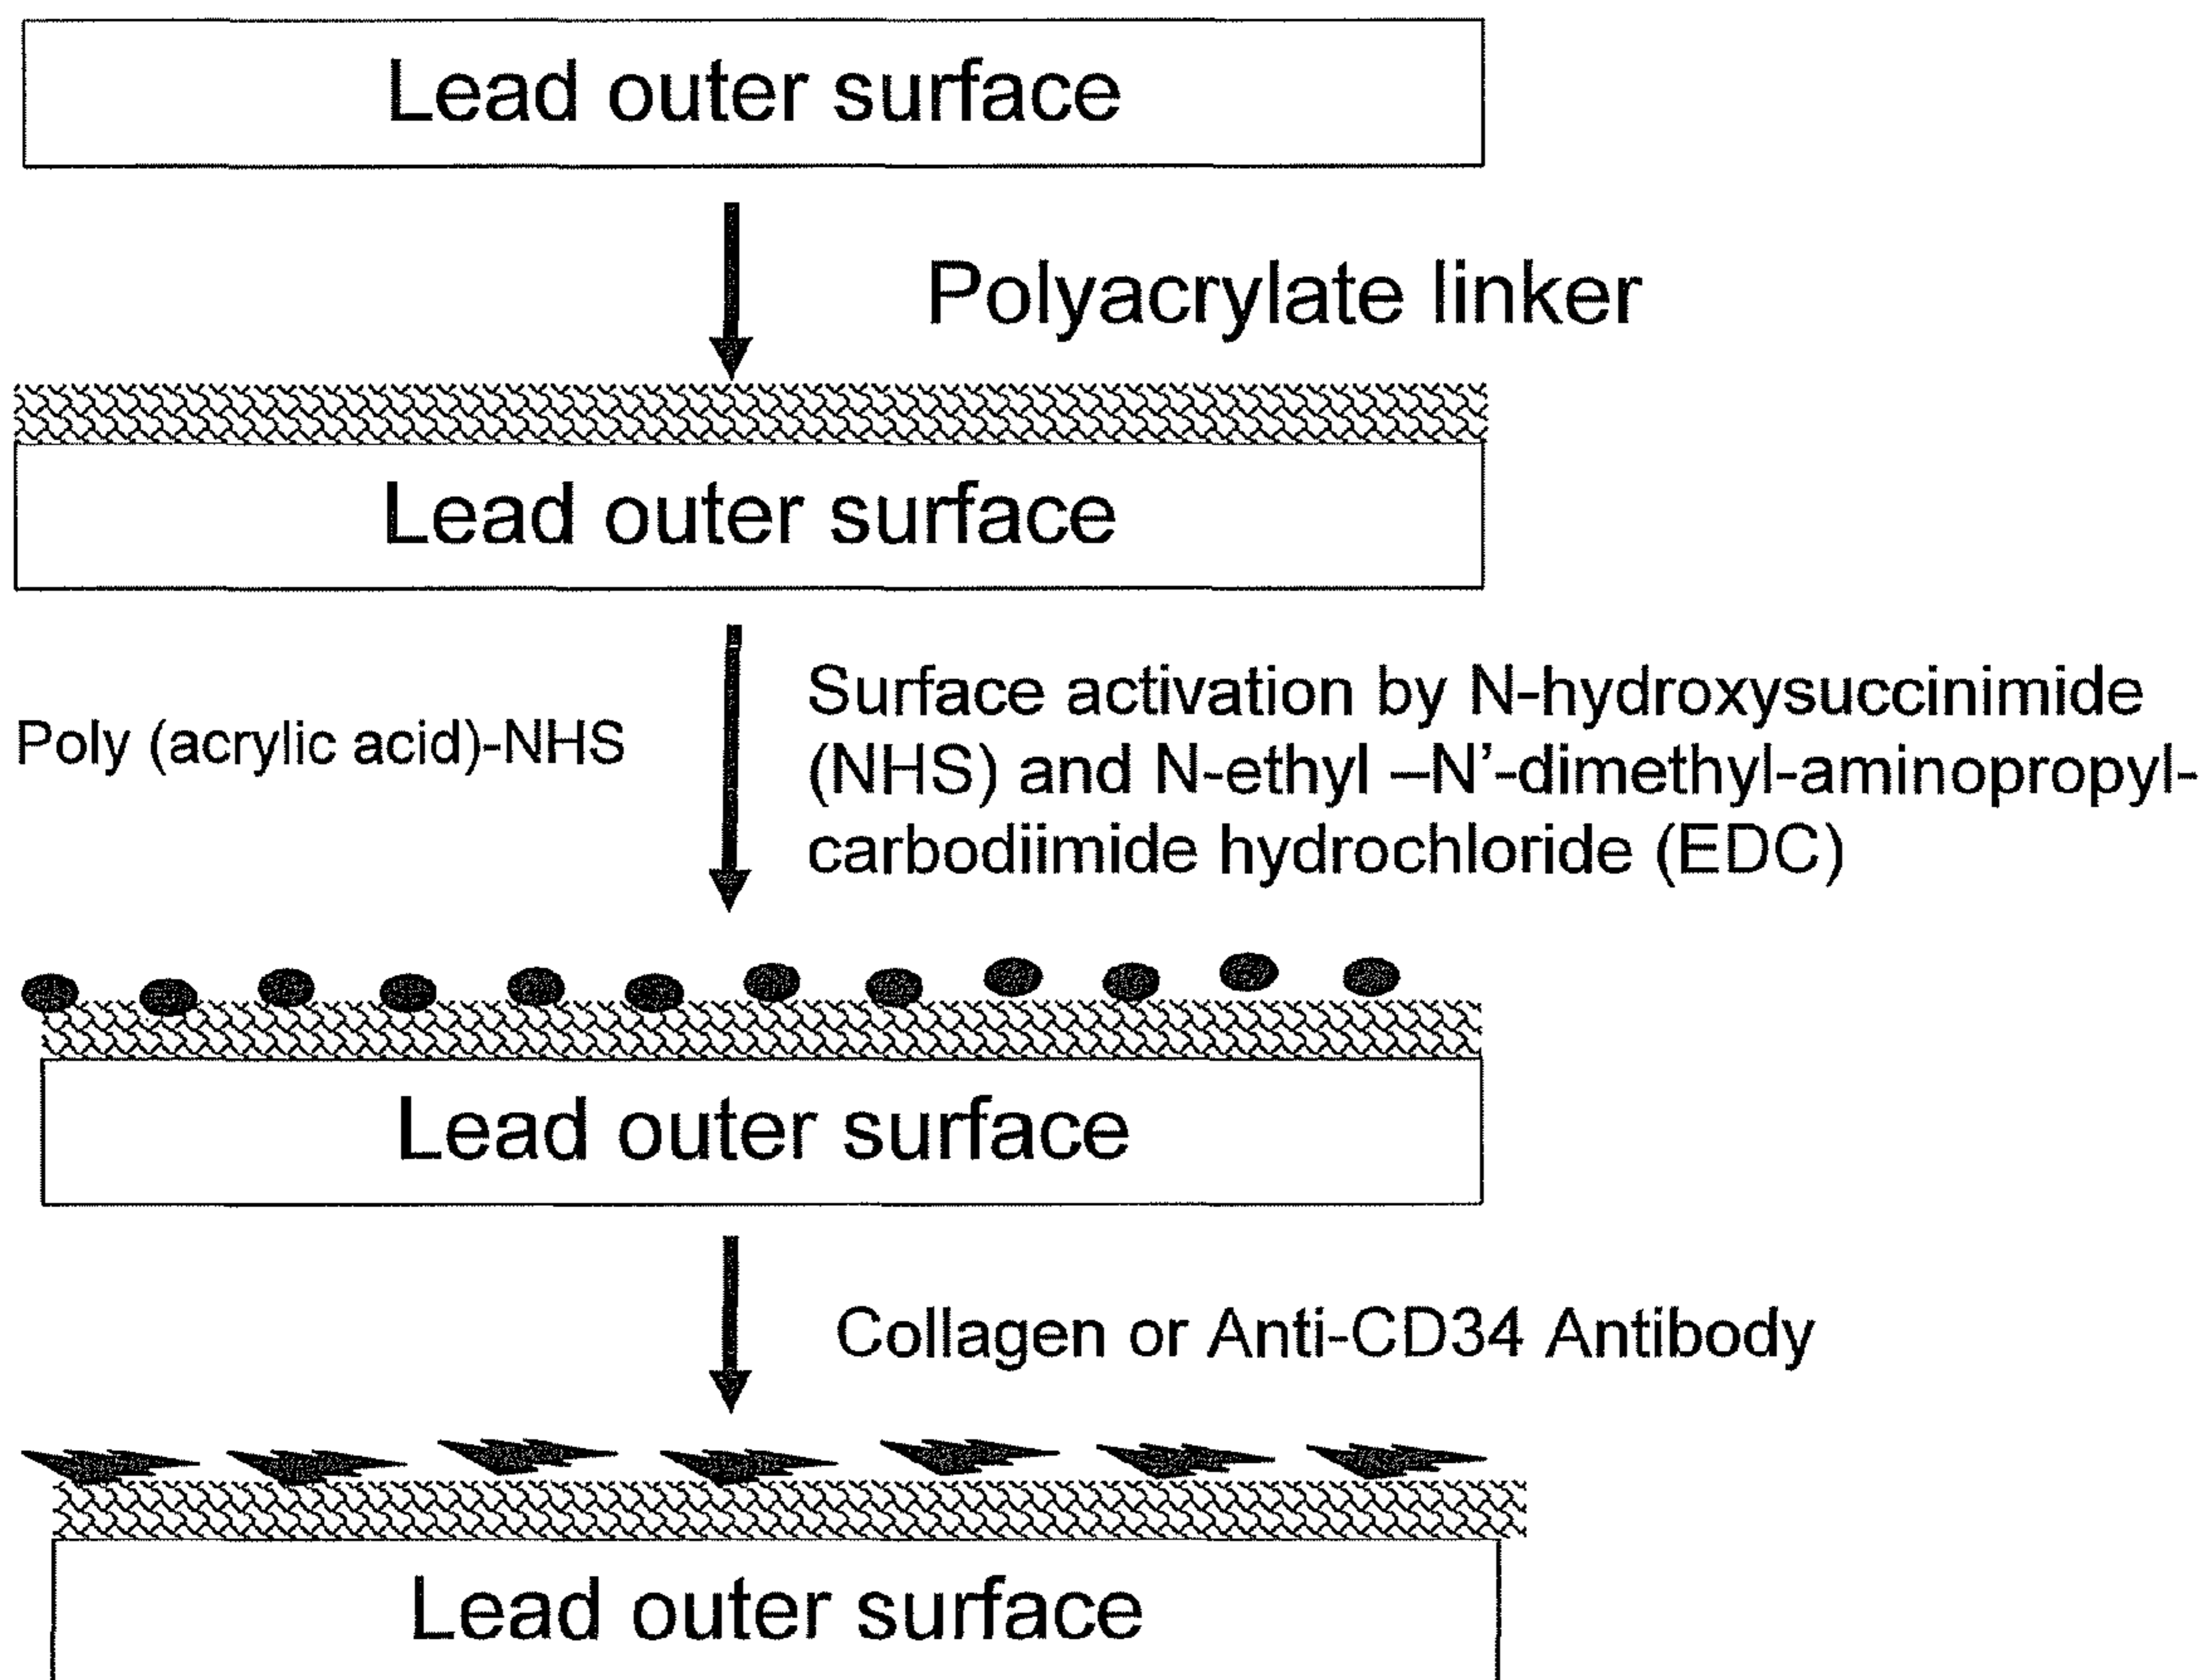 Lead outer surface
Polyacrylate linker
Lead outer surface
Poly (acrylic acid)-NHS
Surface activation by N-hydroxysuccinimide
(NHS) and N-ethyl –N’-dimethyl-aminopropyl-
carbodiimide hydrochloride (EDC)
Lead outer surface
Collagen or Anti-CD34 Antibody
Lead outer surface